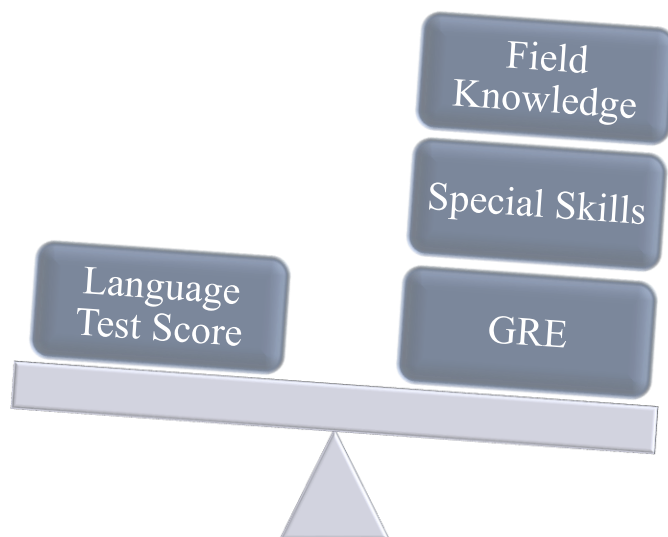 Field
Knowledge
Special Skills
Language
Test Score
GRE